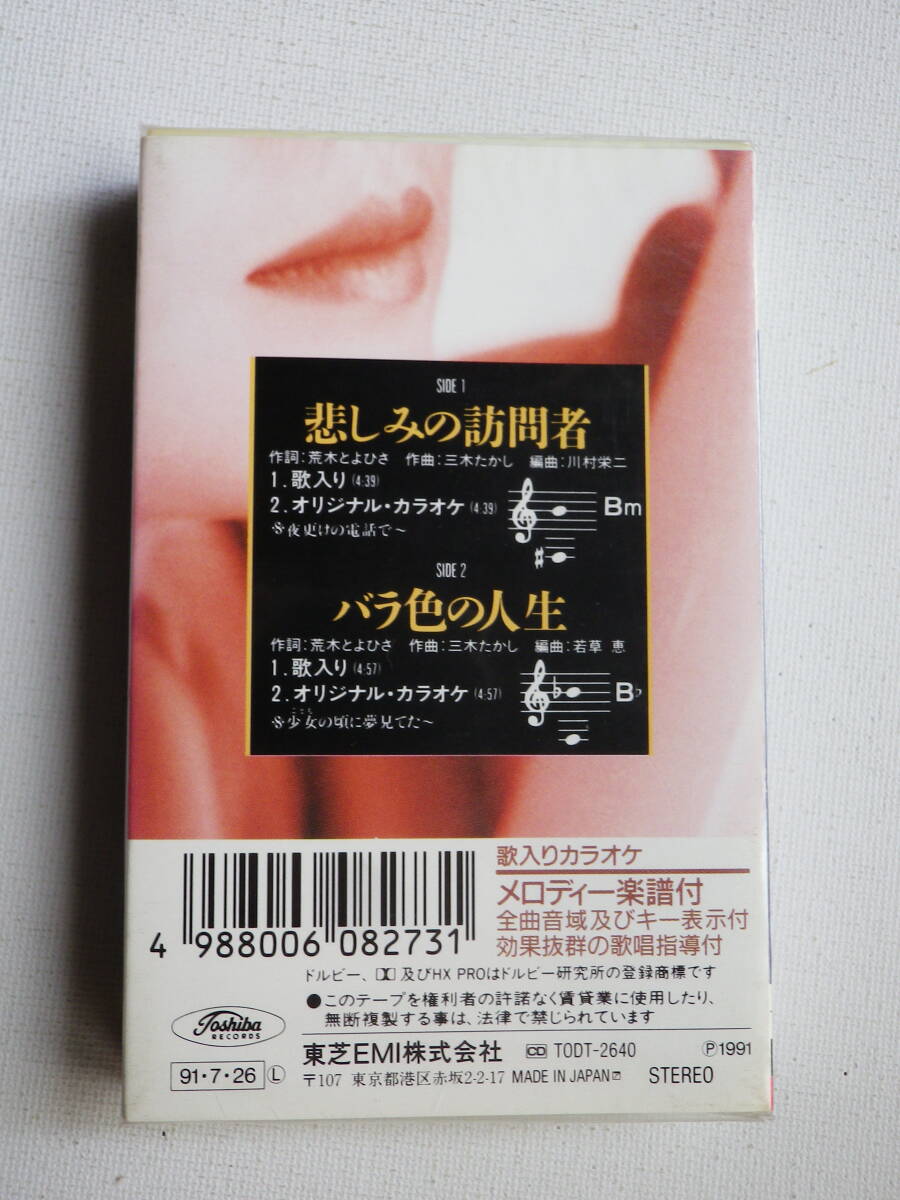 SIDE 1
悲しみの訪問者
作詞:荒木とよひさ 作曲:三木たかし 編曲:川村栄二
1.歌入り(4:39)
2.オリジナル・カラオケ(4:39)
Bm
夜更けの電話で〜
SIDE 2
バラ色の人生
作詞:荒木とよひさ 作曲:三木たかし 編曲:若草 恵
1.歌入り(4:57)
2.オリジナル・カラオケ(4:57)
B♭
少女の頃に夢見てた〜
歌入りカラオケ
メロディー楽譜付
全曲音域及びキー表示付
効果抜群の歌唱指導付
4 988006 082731
ドルビー、及びHX PROはドルビー研究所の登録商標です
●このテープを権利者の許諾なく賃貸業に使用したり、
無断複製する事は、法律で禁じられています
Toshiba
RECORDS
東芝EMI株式会社 CD TODT-2640 Ⓟ1991
91・7・26 Ⓛ 〒107 東京都港区赤坂2-2-17 MADE IN JAPAN STEREO